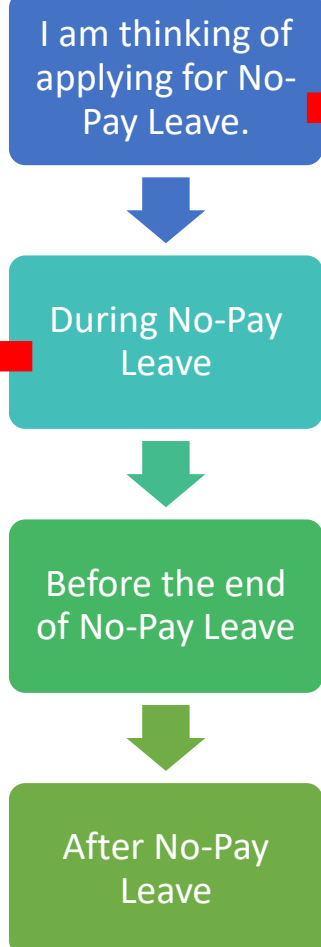 I am thinking of
applying for No-
Pay Leave.
During No-Pay
Leave
Before the end
of No-Pay Leave
After No-Pay
Leave